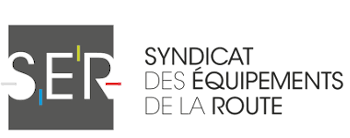 SER
SYNDICAT
DES ÉQUIPEMENTS
DE LA ROUTE